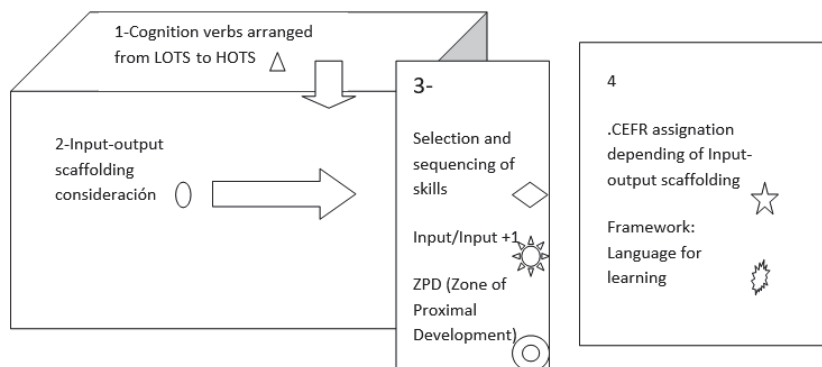 1-Cognition verbs arranged
from LOTS to HOTS
2-Input-output
scaffolding
consideración
3-
Selection and
sequencing of
skills
Input/Input +1
ZPD (Zone of
Proximal
Development)
4
.CEFR assignation
depending of Input-
output scaffolding
Framework:
Language for
learning